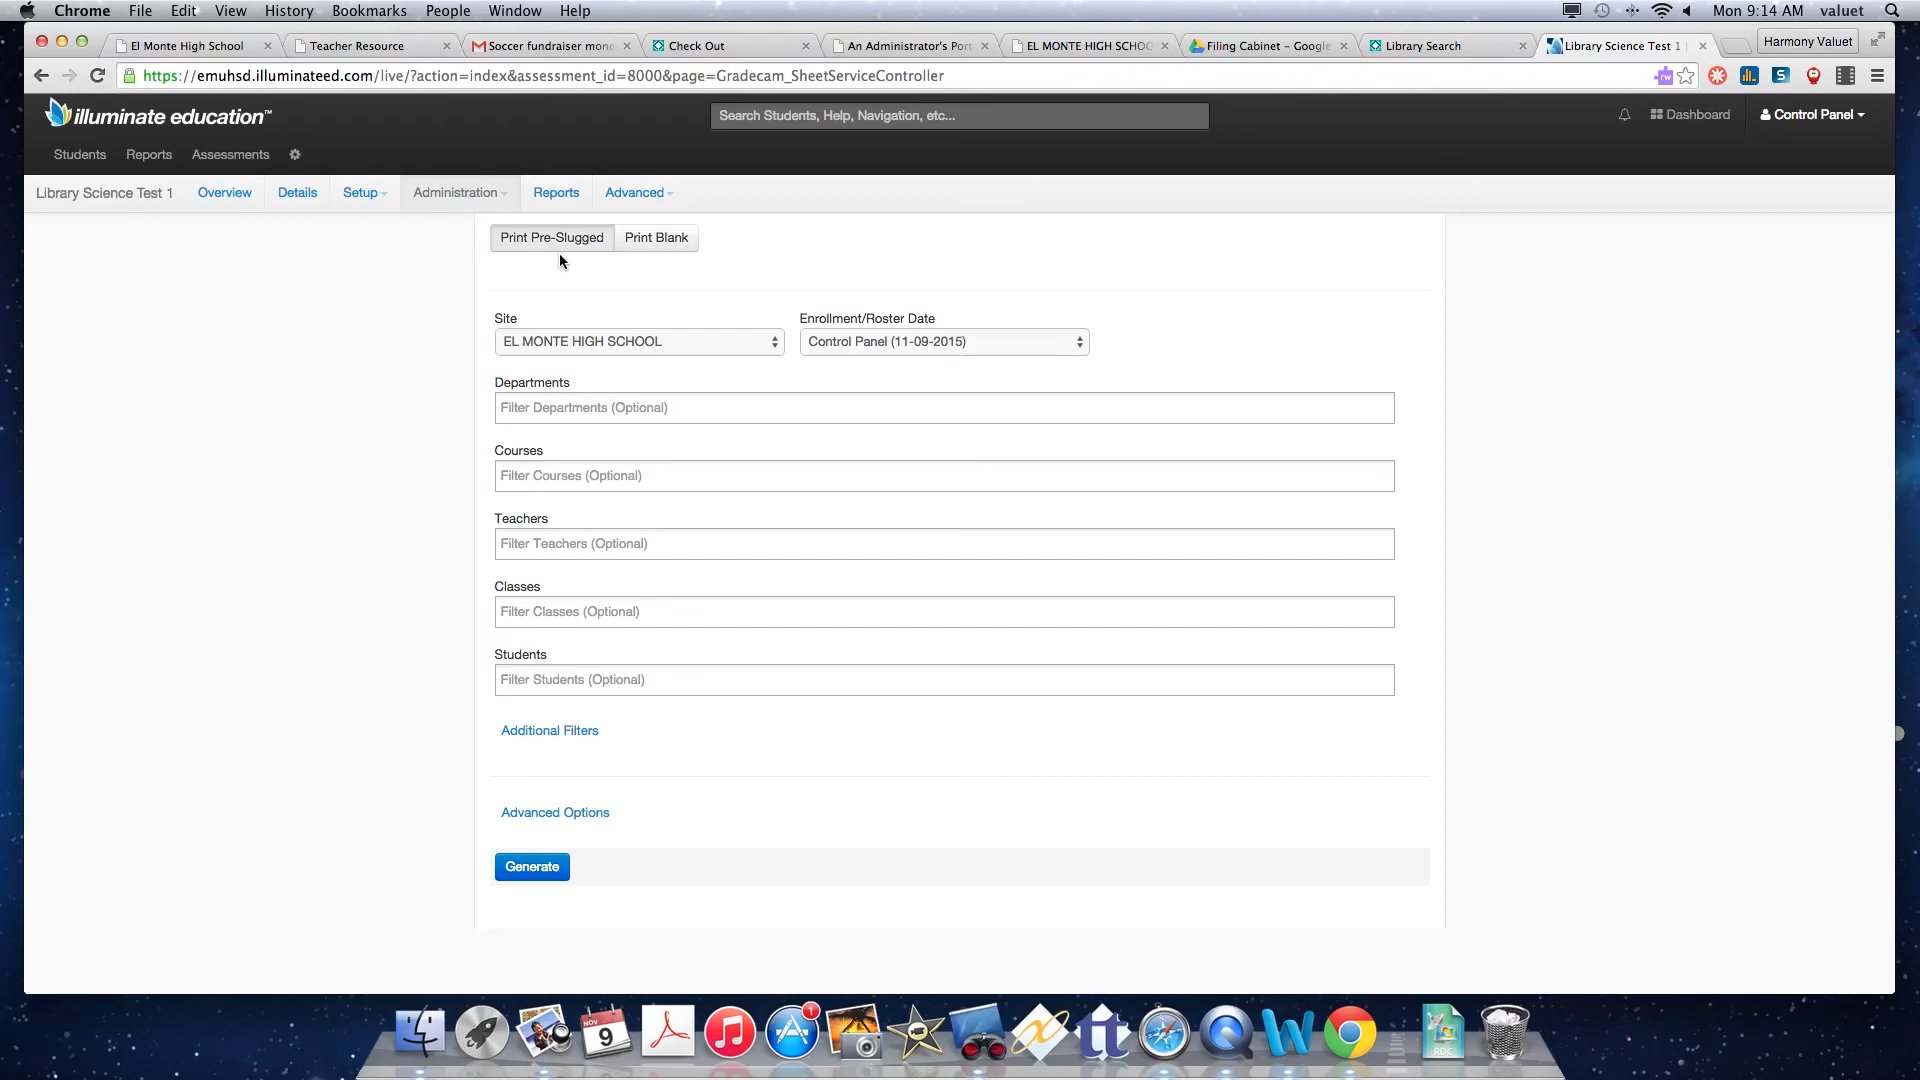 Chrome File Edit View History Bookmarks People Window Help Mon 9:14 AM valuet
El Monte High School Teacher Resource Soccer fundraiser mone Check Out An Administrator's Port EL MONTE HIGH SCHOO Filing Cabinet – Google Library Search Library Science Test 1 Harmony Valuet
https://emuhsd.illuminateed.com/live/?action=index&assessment_id=8000&page=Gradecam_SheetServiceController
illuminate education™ Search Students, Help, Navigation, etc... Dashboard Control Panel
Students Reports Assessments
Library Science Test 1 Overview Details Setup Administration Reports Advanced
Print Pre-Slugged Print Blank
Site Enrollment/Roster Date
EL MONTE HIGH SCHOOL Control Panel (11-09-2015)
Departments
Filter Departments (Optional)
Courses
Filter Courses (Optional)
Teachers
Filter Teachers (Optional)
Classes
Filter Classes (Optional)
Students
Filter Students (Optional)
Additional Filters
Advanced Options
Generate
NOV
9
1
RDC